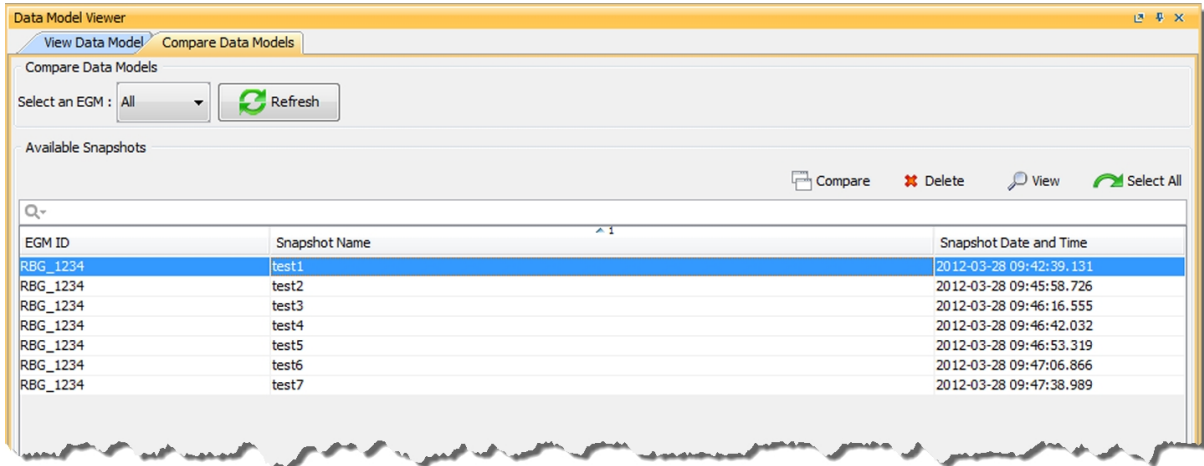 Data Model Viewer
View Data Model Compare Data Models
Compare Data Models
Select an EGM : All Refresh
Available Snapshots
Compare Delete View Select All
EGM ID Snapshot Name 1 Snapshot Date and Time
RBG_1234 test1 2012-03-28 09:42:39.131
RBG_1234 test2 2012-03-28 09:45:58.726
RBG_1234 test3 2012-03-28 09:46:16.555
RBG_1234 test4 2012-03-28 09:46:42.032
RBG_1234 test5 2012-03-28 09:46:53.319
RBG_1234 test6 2012-03-28 09:47:06.866
RBG_1234 test7 2012-03-28 09:47:38.989